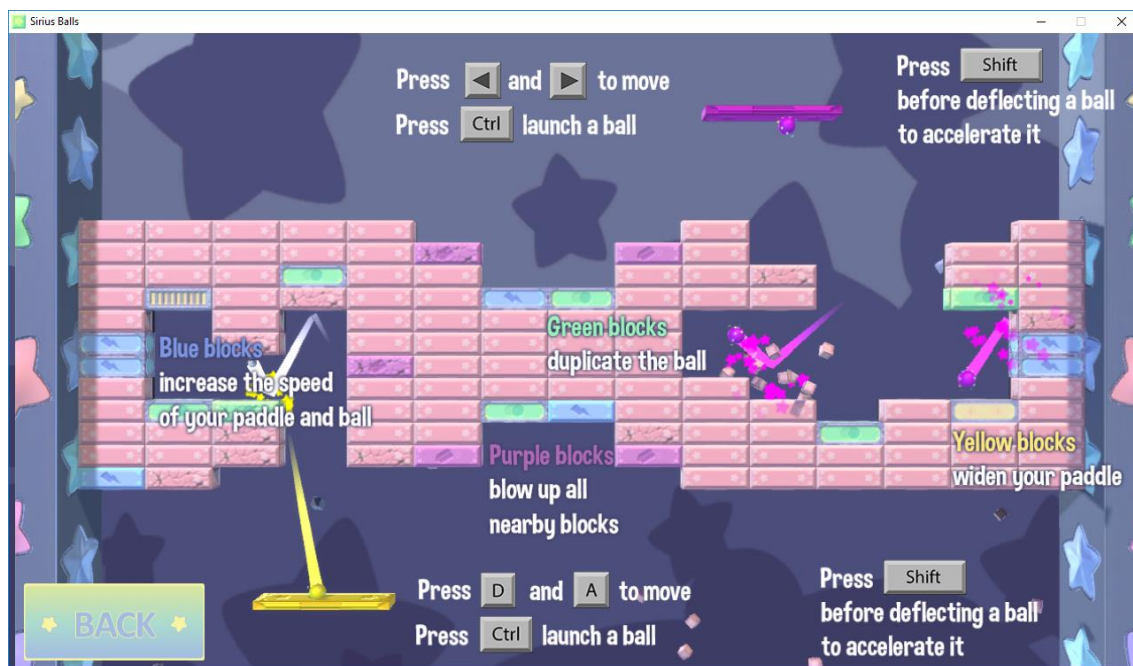 Sirius Balls
Press ◄ and ► to move
Press Ctrl launch a ball
Press Shift
before deflecting a ball
to accelerate it
Blue blocks
increase the speed
of your paddle and ball
Green blocks
duplicate the ball
Purple blocks
blow up all
nearby blocks
Yellow blocks
widen your paddle
Press D and A to move
Press Ctrl launch a ball
Press Shift
before deflecting a ball
to accelerate it
BACK